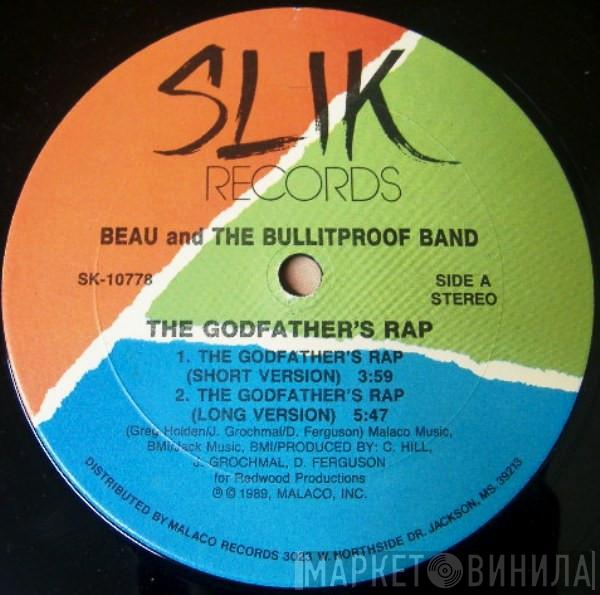 SLIK
RECORDS
BEAU and THE BULLITPROOF BAND
SK-10778
SIDE A
STEREO
THE GODFATHER'S RAP
1. THE GODFATHER'S RAP
(SHORT VERSION) 3:59
2. THE GODFATHER'S RAP
(LONG VERSION) 5:47
(Greg Holden/J. Grochmal/D. Ferguson) Malaco Music,
BMI/Jack Music, BMI/PRODUCED BY: C. HILL,
J. GROCHMAL, D. FERGUSON
for Redwood Productions
℗ © 1989, MALACO, INC.
DISTRIBUTED BY MALACO RECORDS 3023 W. NORTHSIDE DR. JACKSON, MS. 39213
МАРКЕТ ВИНИЛА